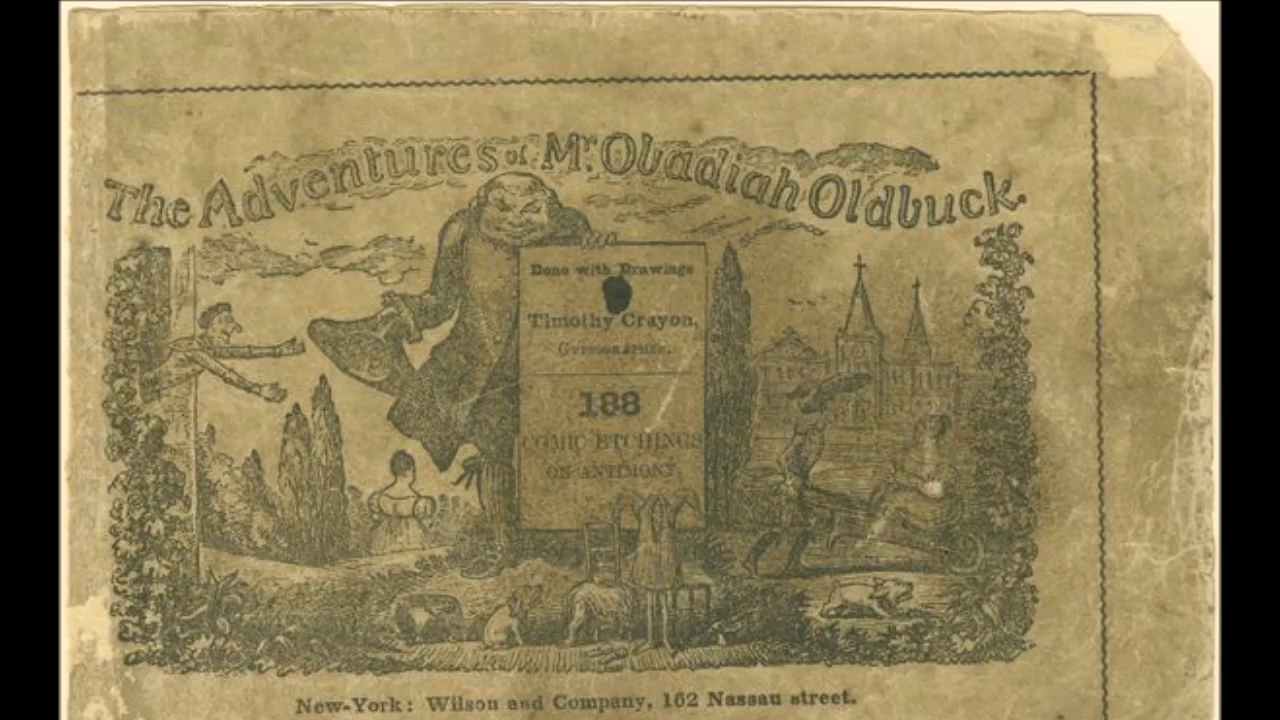 The Adventures of Mr. Obadiah Oldbuck.
Done with Drawings
Timothy Crayon,
188
COMIC ETCHINGS
ON ANTIMONY.
New-York: Wilson and Company, 162 Nassau street.